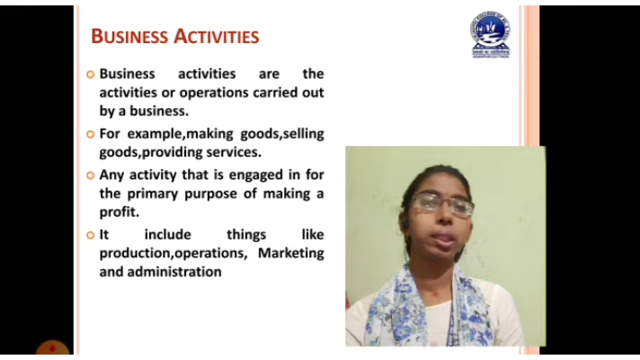 BUSINESS ACTIVITIES
Business activities are the
activities or operations carried out
by a business.
For example,making goods,selling
goods,providing services.
Any activity that is engaged in for
the primary purpose of making a
profit.
It include things like
production,operations, Marketing
and administration